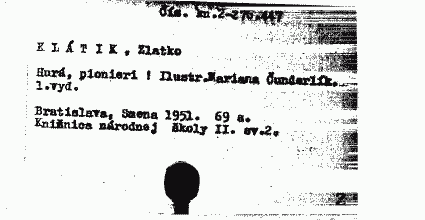 Čís. kn.2-270.447
K L Á T I K , Zlatko
Hurá, pionieri ! Ilustr.Mariana Čunderlík.
1.vyd.
Bratislava, Smena 1951. 69 s.
Knižnica národnej školy II. sv.2.
2